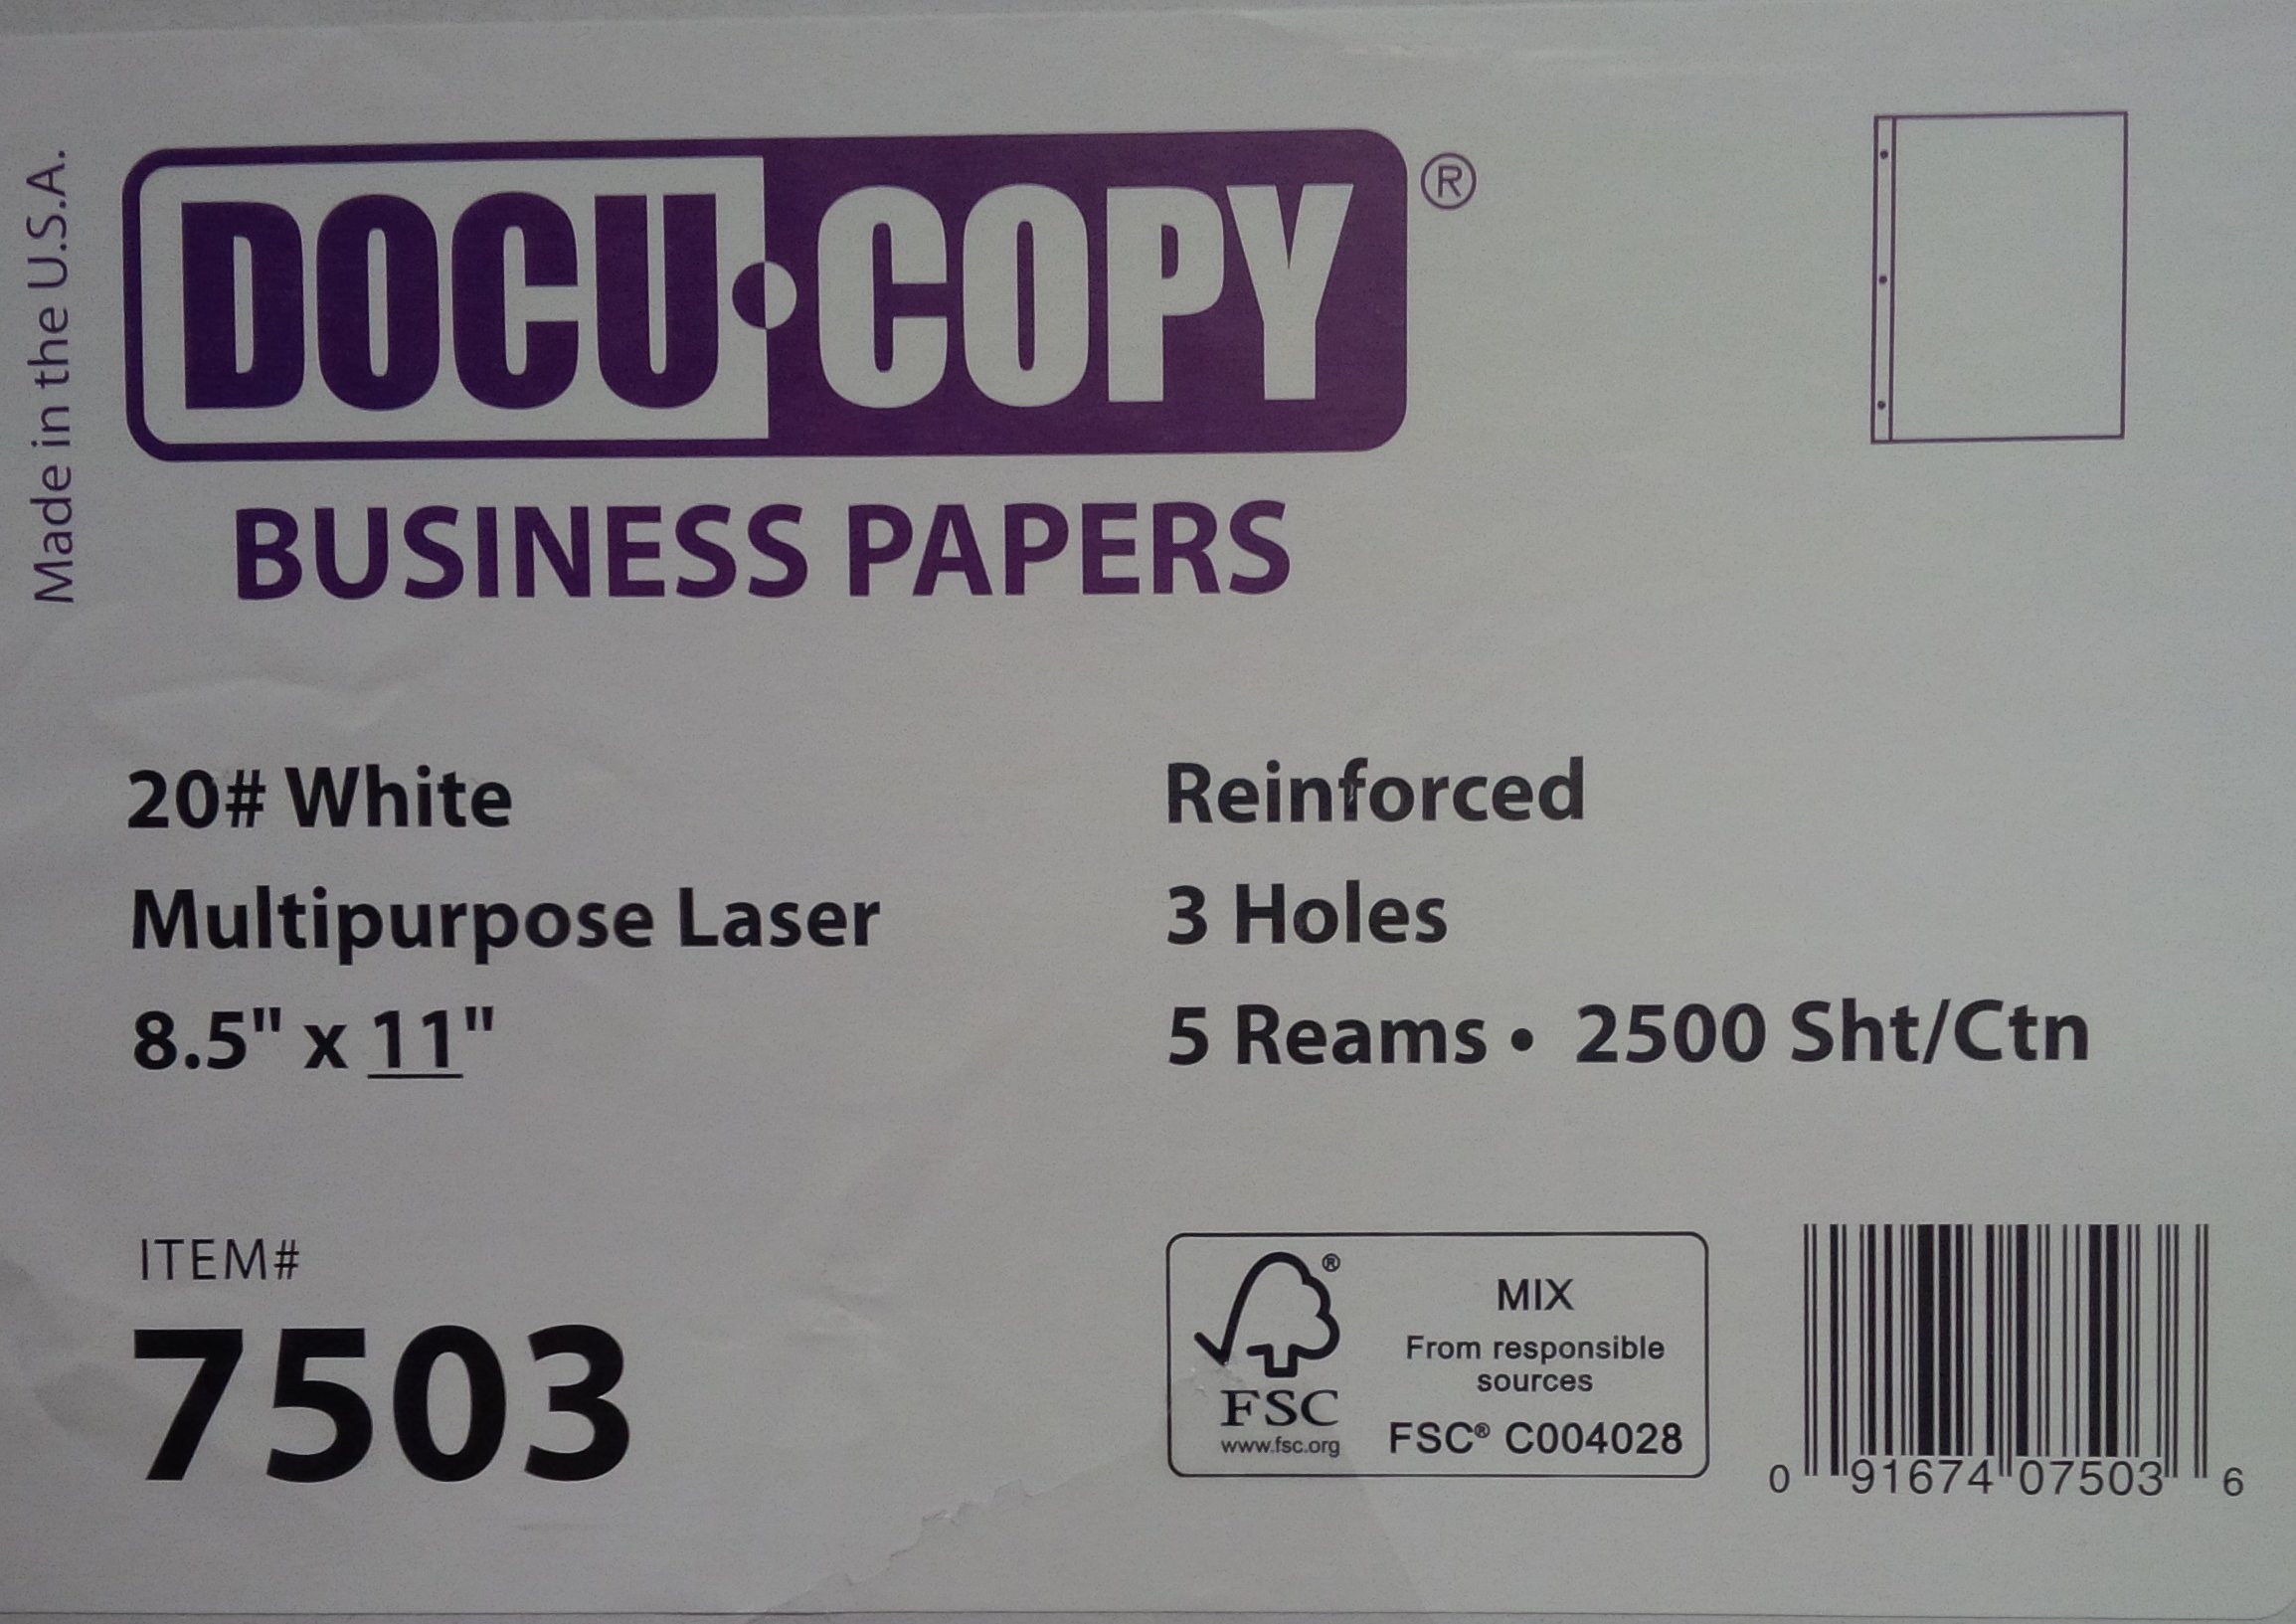 Made in the U.S.A.
DOCU•COPY®
BUSINESS PAPERS
20# White
Multipurpose Laser
8.5" x 11"
Reinforced
3 Holes
5 Reams • 2500 Sht/Ctn
ITEM#
7503
®
FSC
www.fsc.org
MIX
From responsible
sources
FSC® C004028
0 91674 07503 6